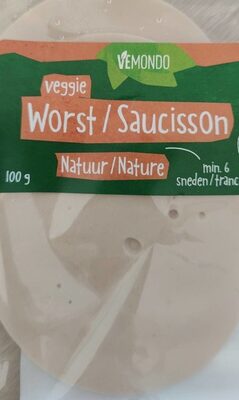 VEMONDO
veggie
Worst / Saucisson
Natuur / Nature
100 g
min. 6
sneden/tranc